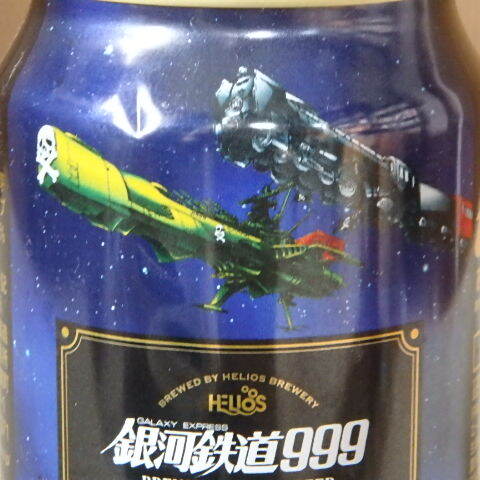 BREWED BY HELIOS BREWERY
HELIOS
GALAXY EXPRESS
銀河鉄道999